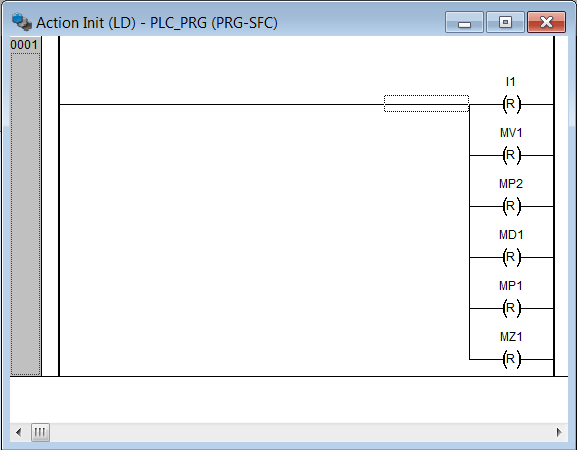 Action Init (LD) - PLC_PRG (PRG-SFC)
0001
I1
(R)
MV1
(R)
MP2
(R)
MD1
(R)
MP1
(R)
MZ1
(R)